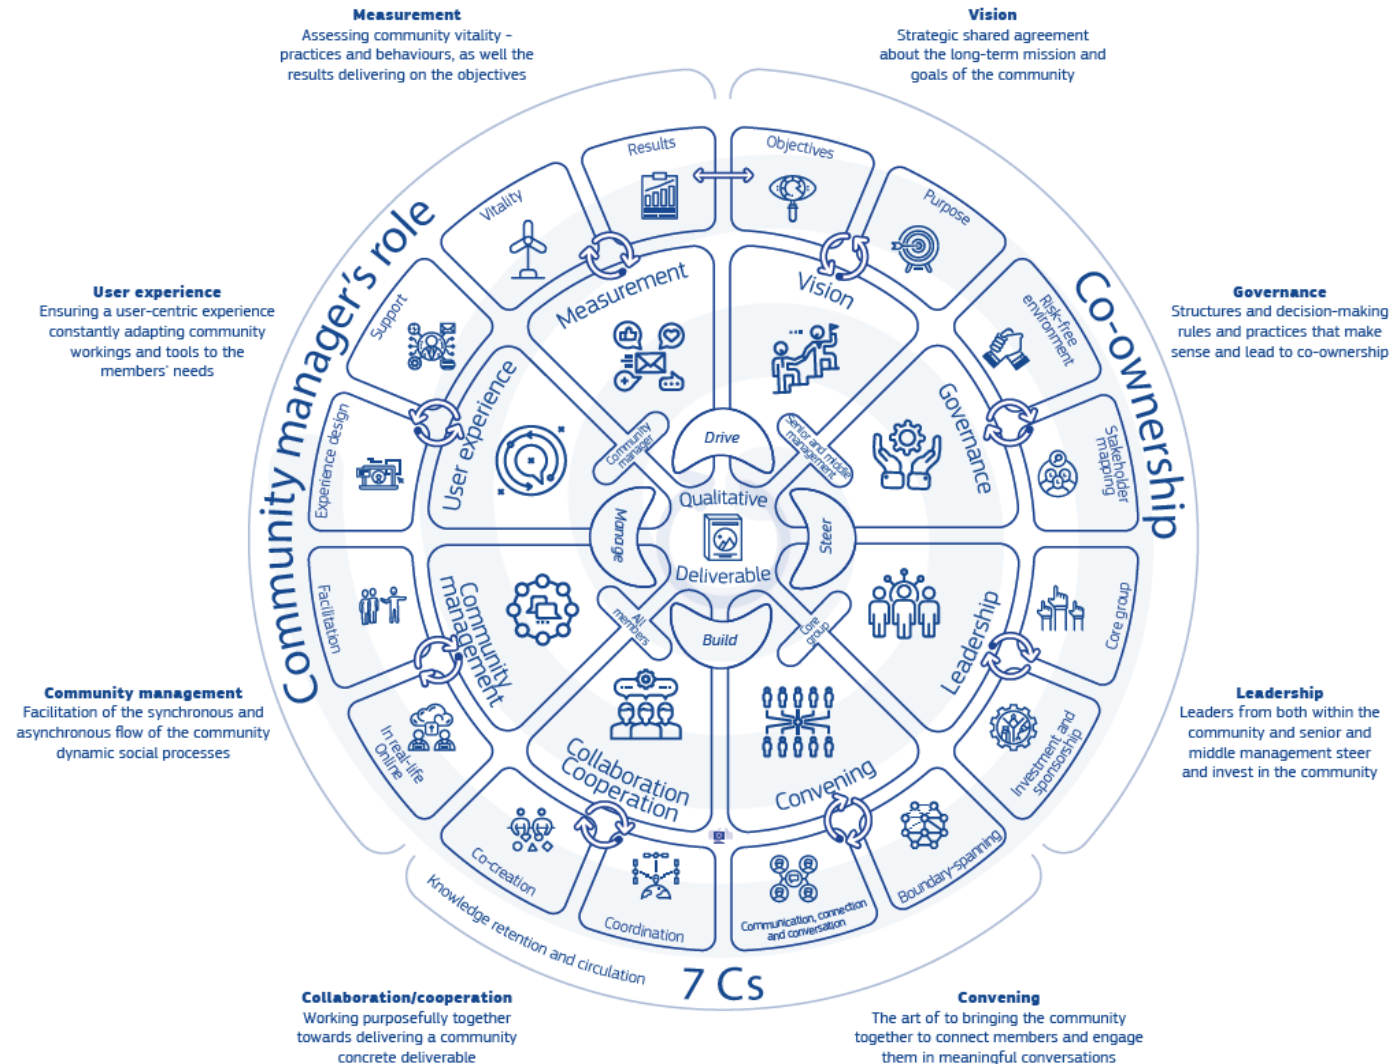 Measurement
Assessing community vitality –
practices and behaviours, as well the
results delivering on the objectives
Vision
Strategic shared agreement
about the long-term mission and
goals of the community
User experience
Ensuring a user-centric experience
constantly adapting community
workings and tools to the
members' needs
Governance
Structures and decision-making
rules and practices that make
sense and lead to co-ownership
Community management
Facilitation of the synchronous and
asynchronous flow of the community
dynamic social processes
Leadership
Leaders from both within the
community and senior and
middle management steer
and invest in the community
Collaboration/cooperation
Working purposefully together
towards delivering a community
concrete deliverable
Convening
The art of to bringing the community
together to connect members and engage
them in meaningful conversations
Community manager's role
Co-ownership
7 Cs
Knowledge retention and circulation
Results
Objectives
Purpose
Risk-free
environment
Stakeholder
mapping
Core group
Investment and
sponsorship
Boundary-spanning
Communication, connection
and conversation
Coordination
Co-creation
In real-life
Online
Facilitation
Experience design
Support
Vitality
Measurement
Vision
Governance
Leadership
Convening
Collaboration
Cooperation
Community
management
User experience
Community
manager
Senior and middle
management
Core
group
All
members
Drive
Steer
Build
Manage
Qualitative
Deliverable